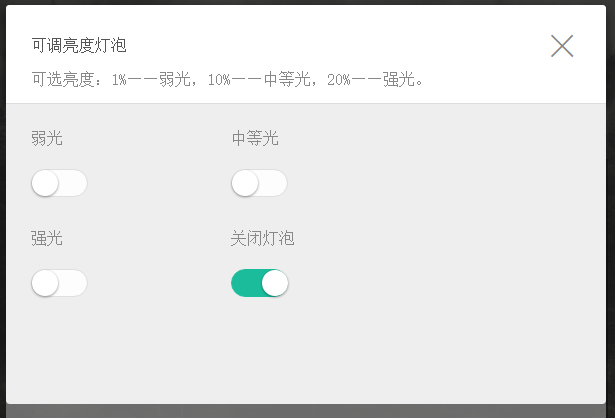 可调亮度灯泡
可选亮度：1%——弱光，10%——中等光，20%——强光。
弱光
中等光
强光
关闭灯泡